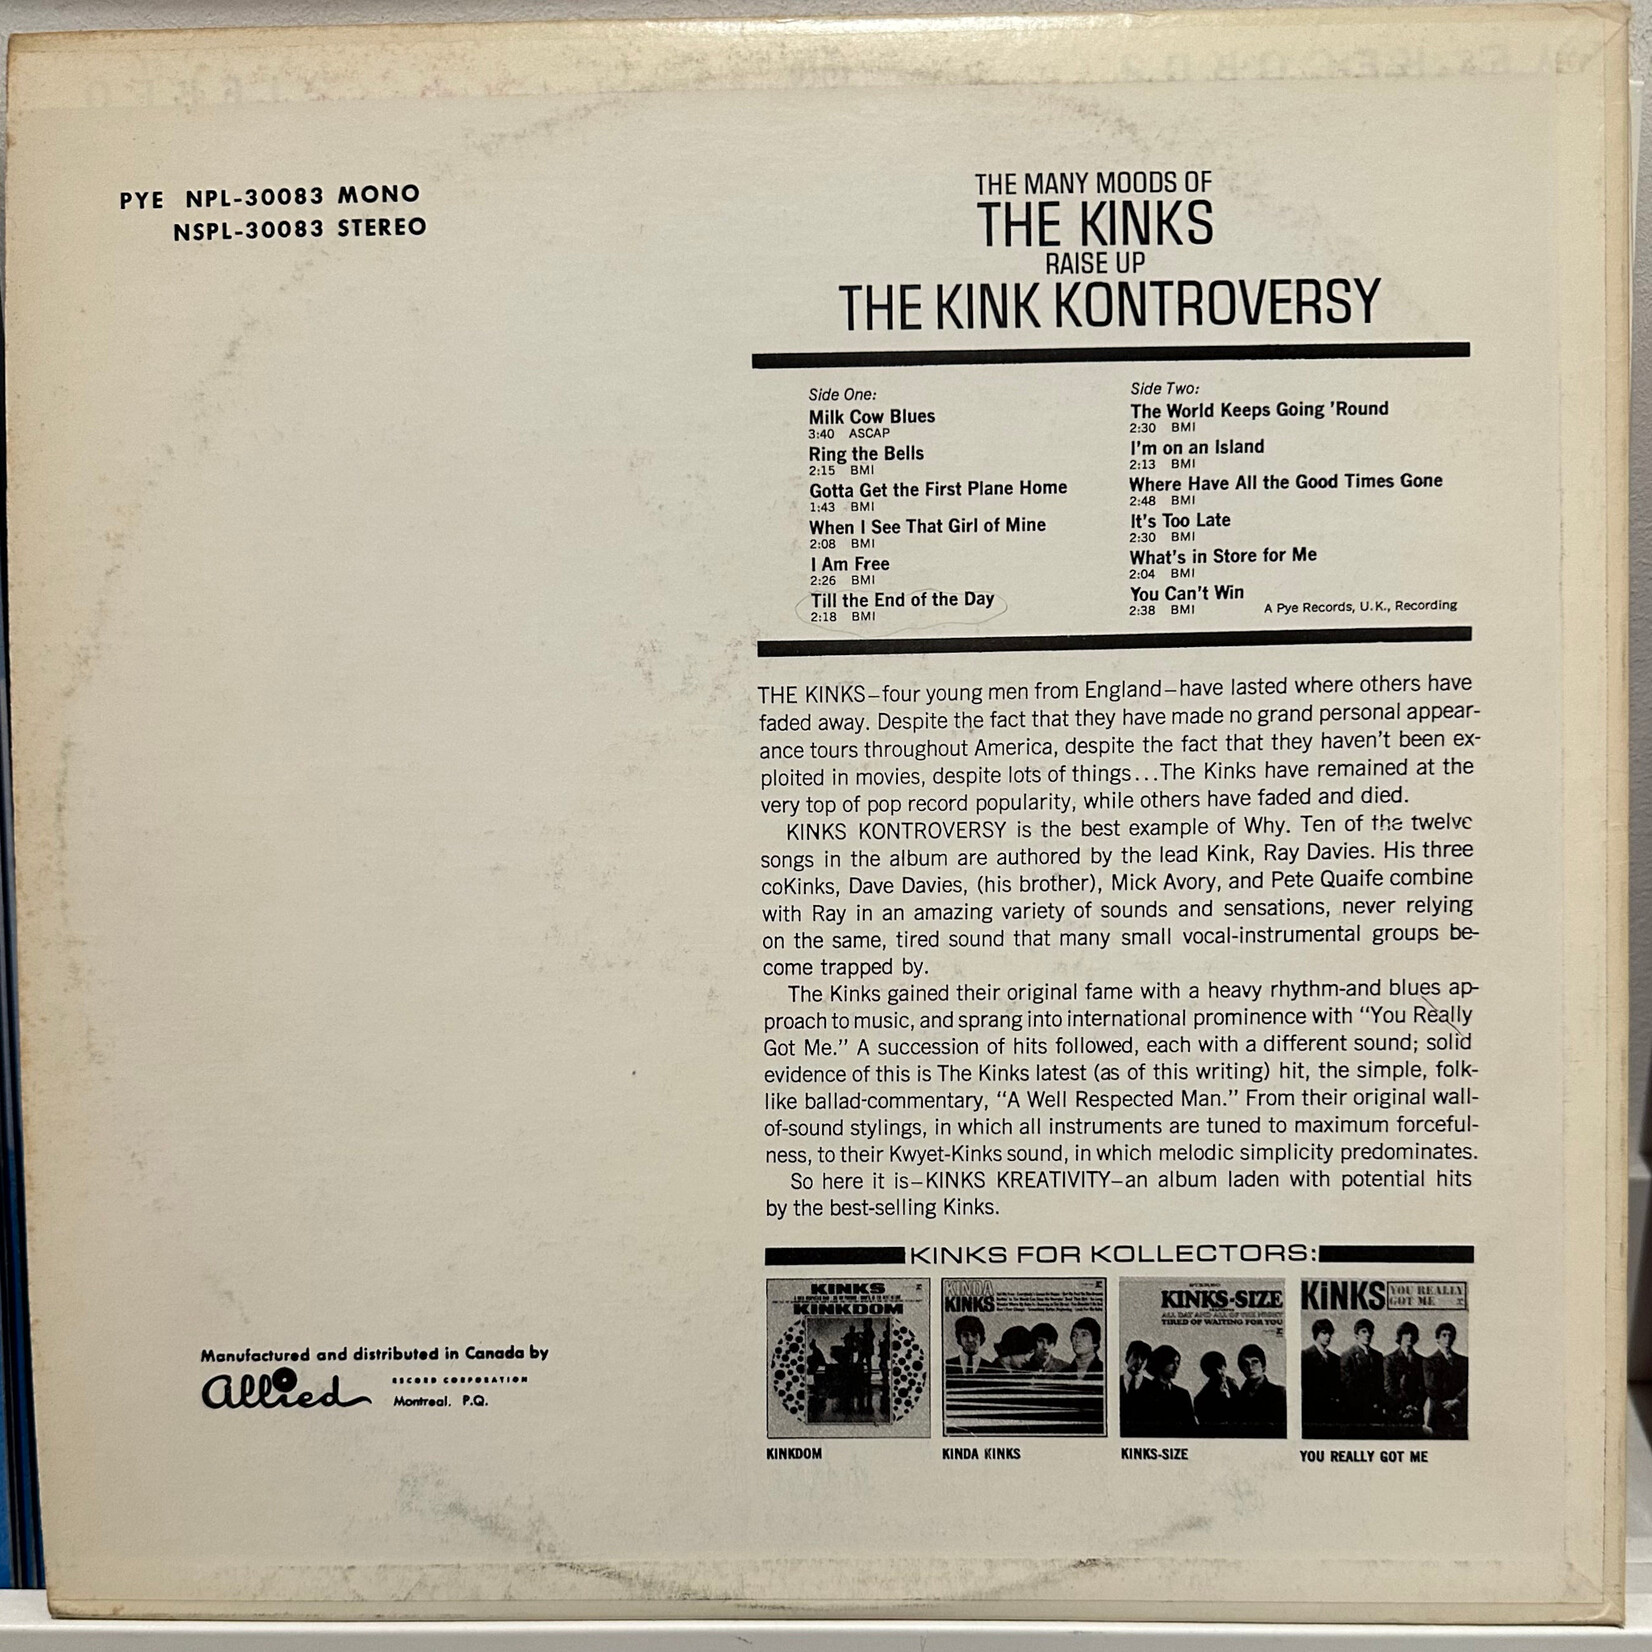 PYE NPL-30083 MONO
NSPL-30083 STEREO
THE MANY MOODS OF
THE KINKS
RAISE UP
THE KINK KONTROVERSY
Side One:
Milk Cow Blues
3:40 ASCAP
Ring the Bells
2:15 BMI
Gotta Get the First Plane Home
1:43 BMI
When I See That Girl of Mine
2:08 BMI
I Am Free
2:26 BMI
Till the End of the Day
2:18 BMI
Side Two:
The World Keeps Going 'Round
2:30 BMI
I'm on an Island
2:13 BMI
Where Have All the Good Times Gone
2:48 BMI
It's Too Late
2:30 BMI
What's in Store for Me
2:04 BMI
You Can't Win
2:38 BMI
A Pye Records, U.K., Recording
THE KINKS–four young men from England–have lasted where others have
faded away. Despite the fact that they have made no grand personal appear-
ance tours throughout America, despite the fact that they haven't been ex-
ploited in movies, despite lots of things...The Kinks have remained at the
very top of pop record popularity, while others have faded and died.
KINKS KONTROVERSY is the best example of Why. Ten of the twelve
songs in the album are authored by the lead Kink, Ray Davies. His three
coKinks, Dave Davies, (his brother), Mick Avory, and Pete Quaife combine
with Ray in an amazing variety of sounds and sensations, never relying
on the same, tired sound that many small vocal-instrumental groups be-
come trapped by.
The Kinks gained their original fame with a heavy rhythm-and blues ap-
proach to music, and sprang into international prominence with "You Really
Got Me." A succession of hits followed, each with a different sound; solid
evidence of this is The Kinks latest (as of this writing) hit, the simple, folk-
like ballad-commentary, "A Well Respected Man." From their original wall-
of-sound stylings, in which all instruments are tuned to maximum forceful-
ness, to their Kwyet-Kinks sound, in which melodic simplicity predominates.
So here it is–KINKS KREATIVITY–an album laden with potential hits
by the best-selling Kinks.
KINKS FOR KOLLECTORS:
KINKS
KINKDOM
KINDA
KINKS
STEREO
KINKS-SIZE
ALL DAY AND ALL OF THE NIGHT
TIRED OF WAITING FOR YOU
KiNKS
YOU REALLY
GOT ME
KINKDOM
KINDA KINKS
KINKS-SIZE
YOU REALLY GOT ME
Manufactured and distributed in Canada by
allied
RECORD CORPORATION
Montreal. P.Q.